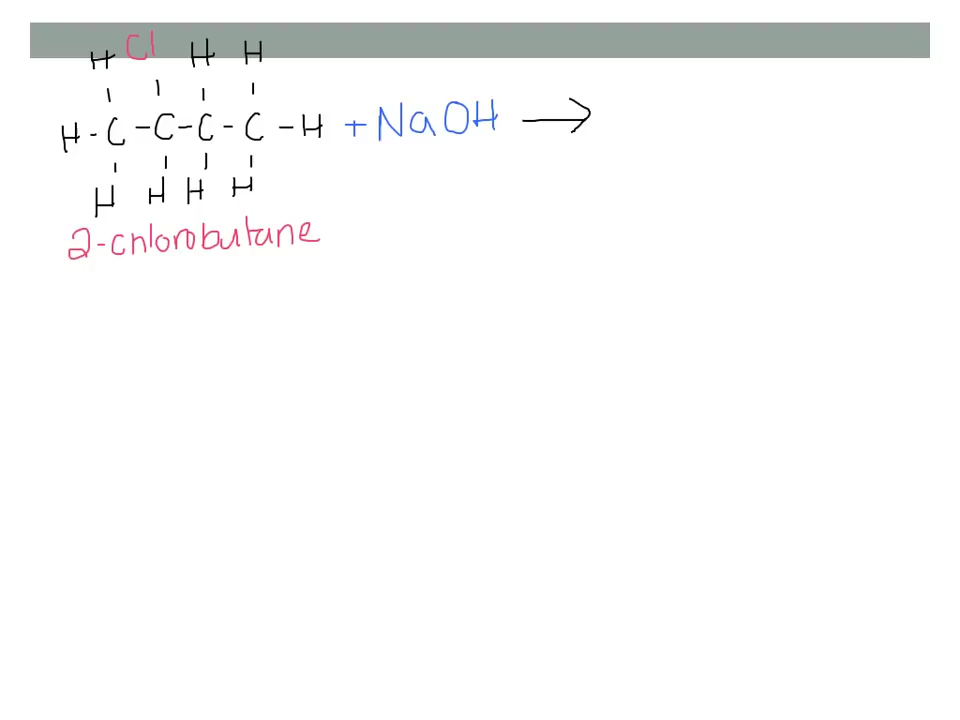 H Cl H H
H-C-C-C-C-H + NaOH →
H H H H
2-chlorobutane